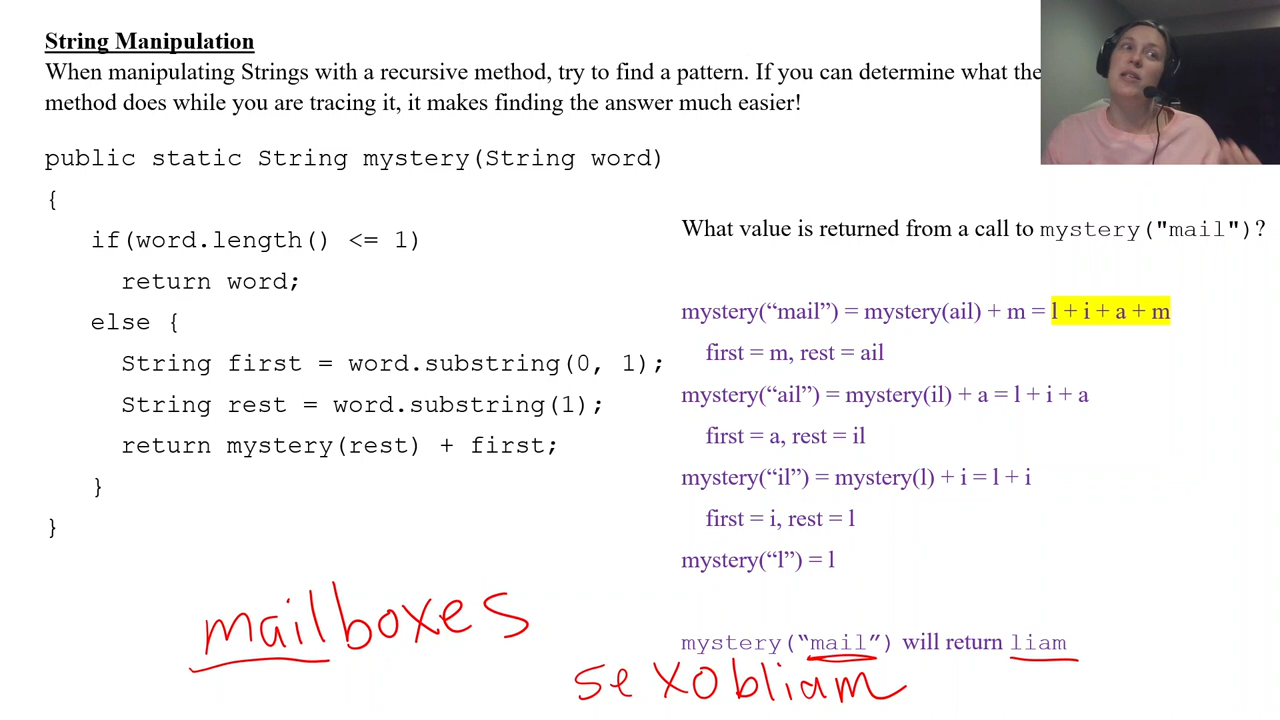 String Manipulation
When manipulating Strings with a recursive method, try to find a pattern. If you can determine what the
method does while you are tracing it, it makes finding the answer much easier!
public static String mystery(String word)
{
if(word.length() <= 1)
return word;
else {
String first = word.substring(0, 1);
String rest = word.substring(1);
return mystery(rest) + first;
}
}
What value is returned from a call to mystery("mail")?
mystery(“mail”) = mystery(ail) + m = l + i + a + m
first = m, rest = ail
mystery(“ail”) = mystery(il) + a = l + i + a
first = a, rest = il
mystery(“il”) = mystery(l) + i = l + i
first = i, rest = l
mystery(“l”) = l
mystery(“mail”) will return liam
mailboxes
sexobliam